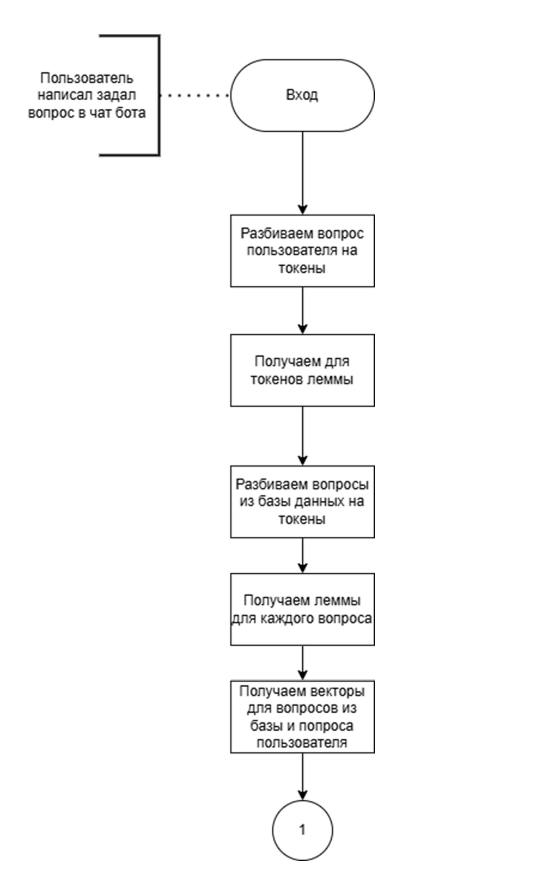 Пользователь
написал задал
вопрос в чат бота
Вход
Разбиваем вопрос
пользователя на
токены
Получаем для
токенов леммы
Разбиваем вопросы
из базы данных на
токены
Получаем леммы
для каждого вопроса
Получаем векторы
для вопросов из
базы и попроса
пользователя
1